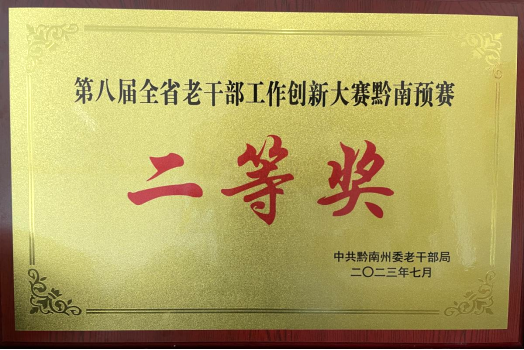 第八届全省老干部工作创新大赛黔南预赛
二等奖
中共黔南州委老干部局
二〇二三年七月